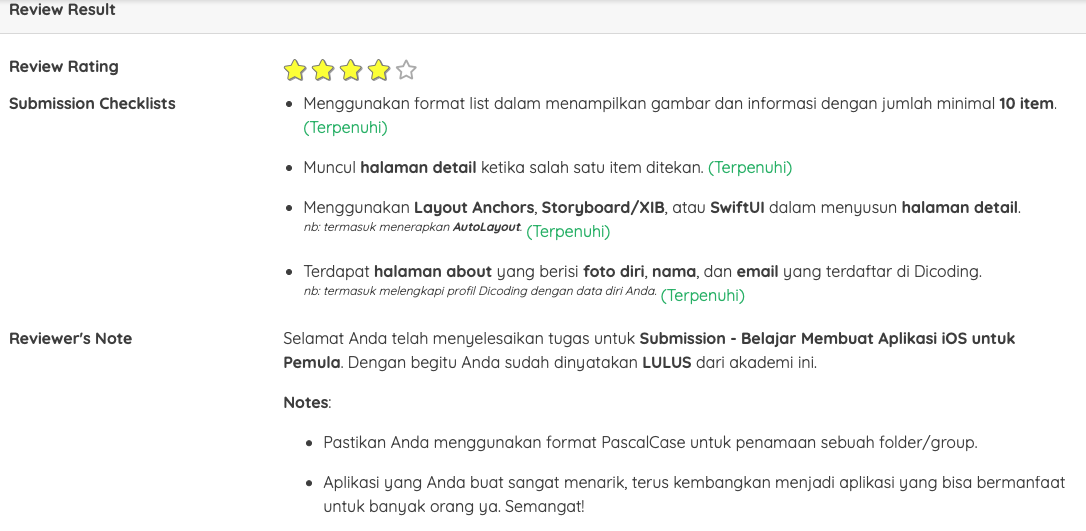 Review Result
Review Rating
Submission Checklists
Menggunakan format list dalam menampilkan gambar dan informasi dengan jumlah minimal 10 item.
(Terpenuhi)
Muncul halaman detail ketika salah satu item ditekan. (Terpenuhi)
Menggunakan Layout Anchors, Storyboard/XIB, atau SwiftUI dalam menyusun halaman detail.
nb: termasuk menerapkan AutoLayout. (Terpenuhi)
Terdapat halaman about yang berisi foto diri, nama, dan email yang terdaftar di Dicoding.
nb: termasuk melengkapi profil Dicoding dengan data diri Anda. (Terpenuhi)
Reviewer's Note
Selamat Anda telah menyelesaikan tugas untuk Submission - Belajar Membuat Aplikasi iOS untuk
Pemula. Dengan begitu Anda sudah dinyatakan LULUS dari akademi ini.
Notes:
Pastikan Anda menggunakan format PascalCase untuk penamaan sebuah folder/group.
Aplikasi yang Anda buat sangat menarik, terus kembangkan menjadi aplikasi yang bisa bermanfaat
untuk banyak orang ya. Semangat!